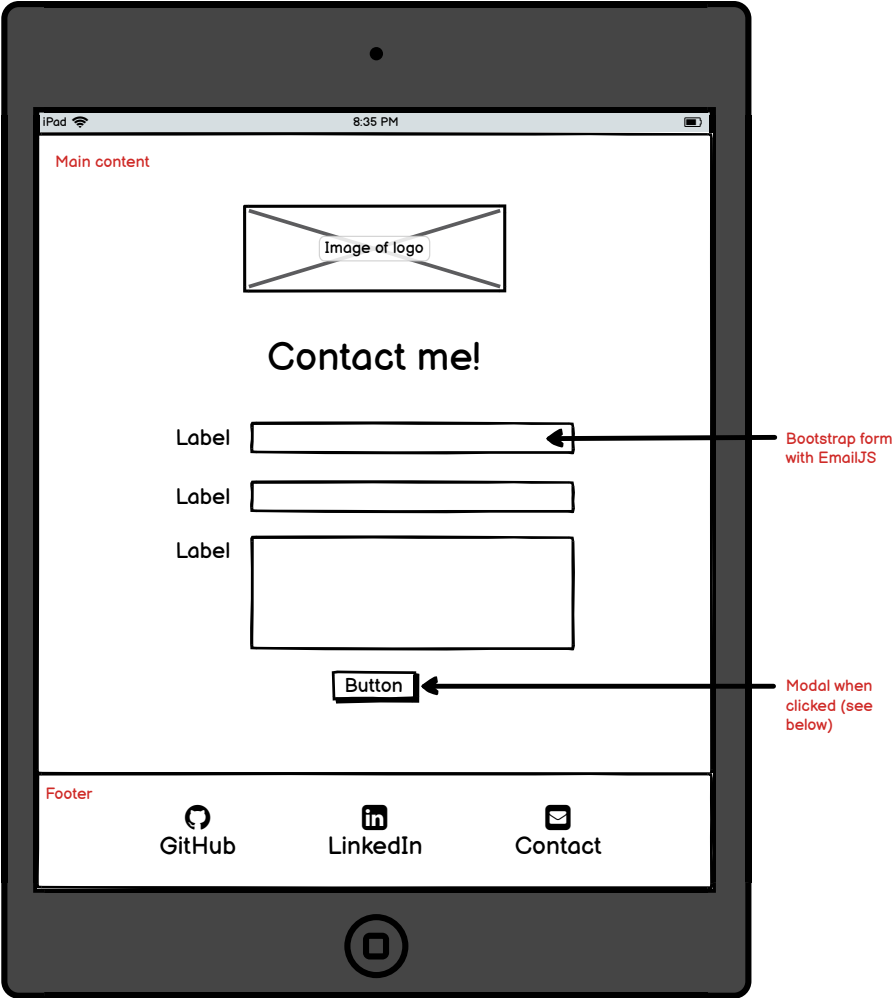 iPad
8:35 PM
Main content
Image of logo
Contact me!
Label
Bootstrap form
with EmailJS
Label
Label
Button
Modal when
clicked (see
below)
Footer
GitHub
LinkedIn
Contact